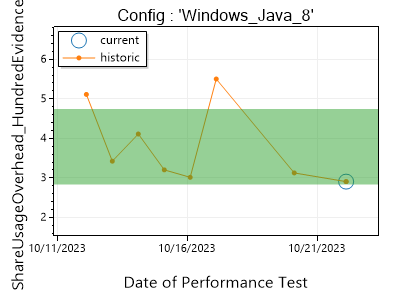 Config : 'Windows_Java_8'
ShareUsageOverhead_HundredEvidence
current
historic
6
5
4
3
2
10/11/2023
10/16/2023
10/21/2023
Date of Performance Test